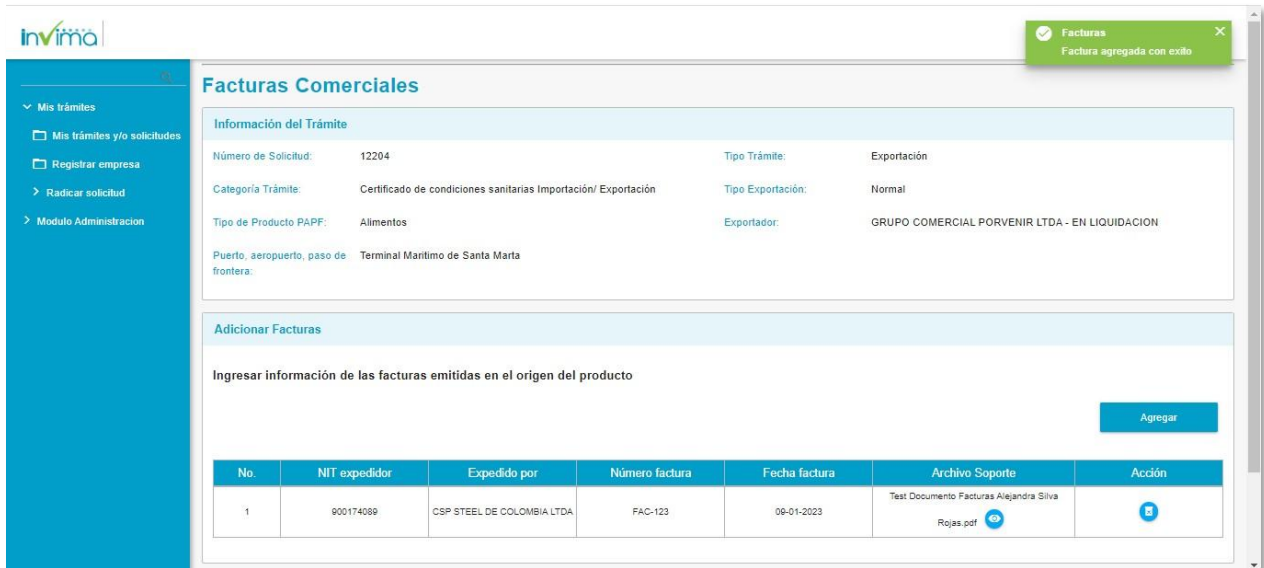 invima
Facturas
Factura agregada con exito
Mis trámites
Mis trámites y/o solicitudes
Registrar empresa
Radicar solicitud
Modulo Administracion
Facturas Comerciales
Información del Trámite
Número de Solicitud: 12204 Tipo Trámite: Exportación
Categoría Trámite: Certificado de condiciones sanitarias Importación/ Exportación Tipo Exportación: Normal
Tipo de Producto PAPF: Alimentos Exportador: GRUPO COMERCIAL PORVENIR LTDA - EN LIQUIDACION
Puerto, aeropuerto, paso de Terminal Maritimo de Santa Marta
frontera:
Adicionar Facturas
Ingresar información de las facturas emitidas en el origen del producto
Agregar
No. NIT expedidor Expedido por Número factura Fecha factura Archivo Soporte Acción
1 900174089 CSP STEEL DE COLOMBIA LTDA FAC-123 09-01-2023 Test Documento Facturas Alejandra Silva
Rojas.pdf